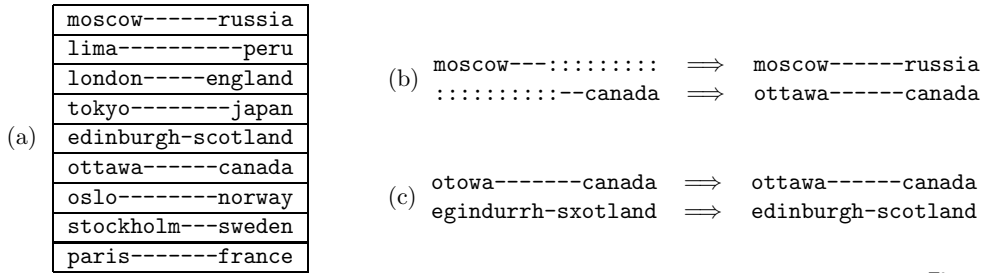 (a)
moscow------russia
lima----------peru
london-----england
tokyo--------japan
edinburgh-scotland
ottawa------canada
oslo--------norway
stockholm---sweden
paris-------france
(b)
moscow---::::::::: ⟹ moscow------russia
::::::::::--canada ⟹ ottawa------canada
(c)
otowa-------canada ⟹ ottawa------canada
egindurrh-sxotland ⟹ edinburgh-scotland